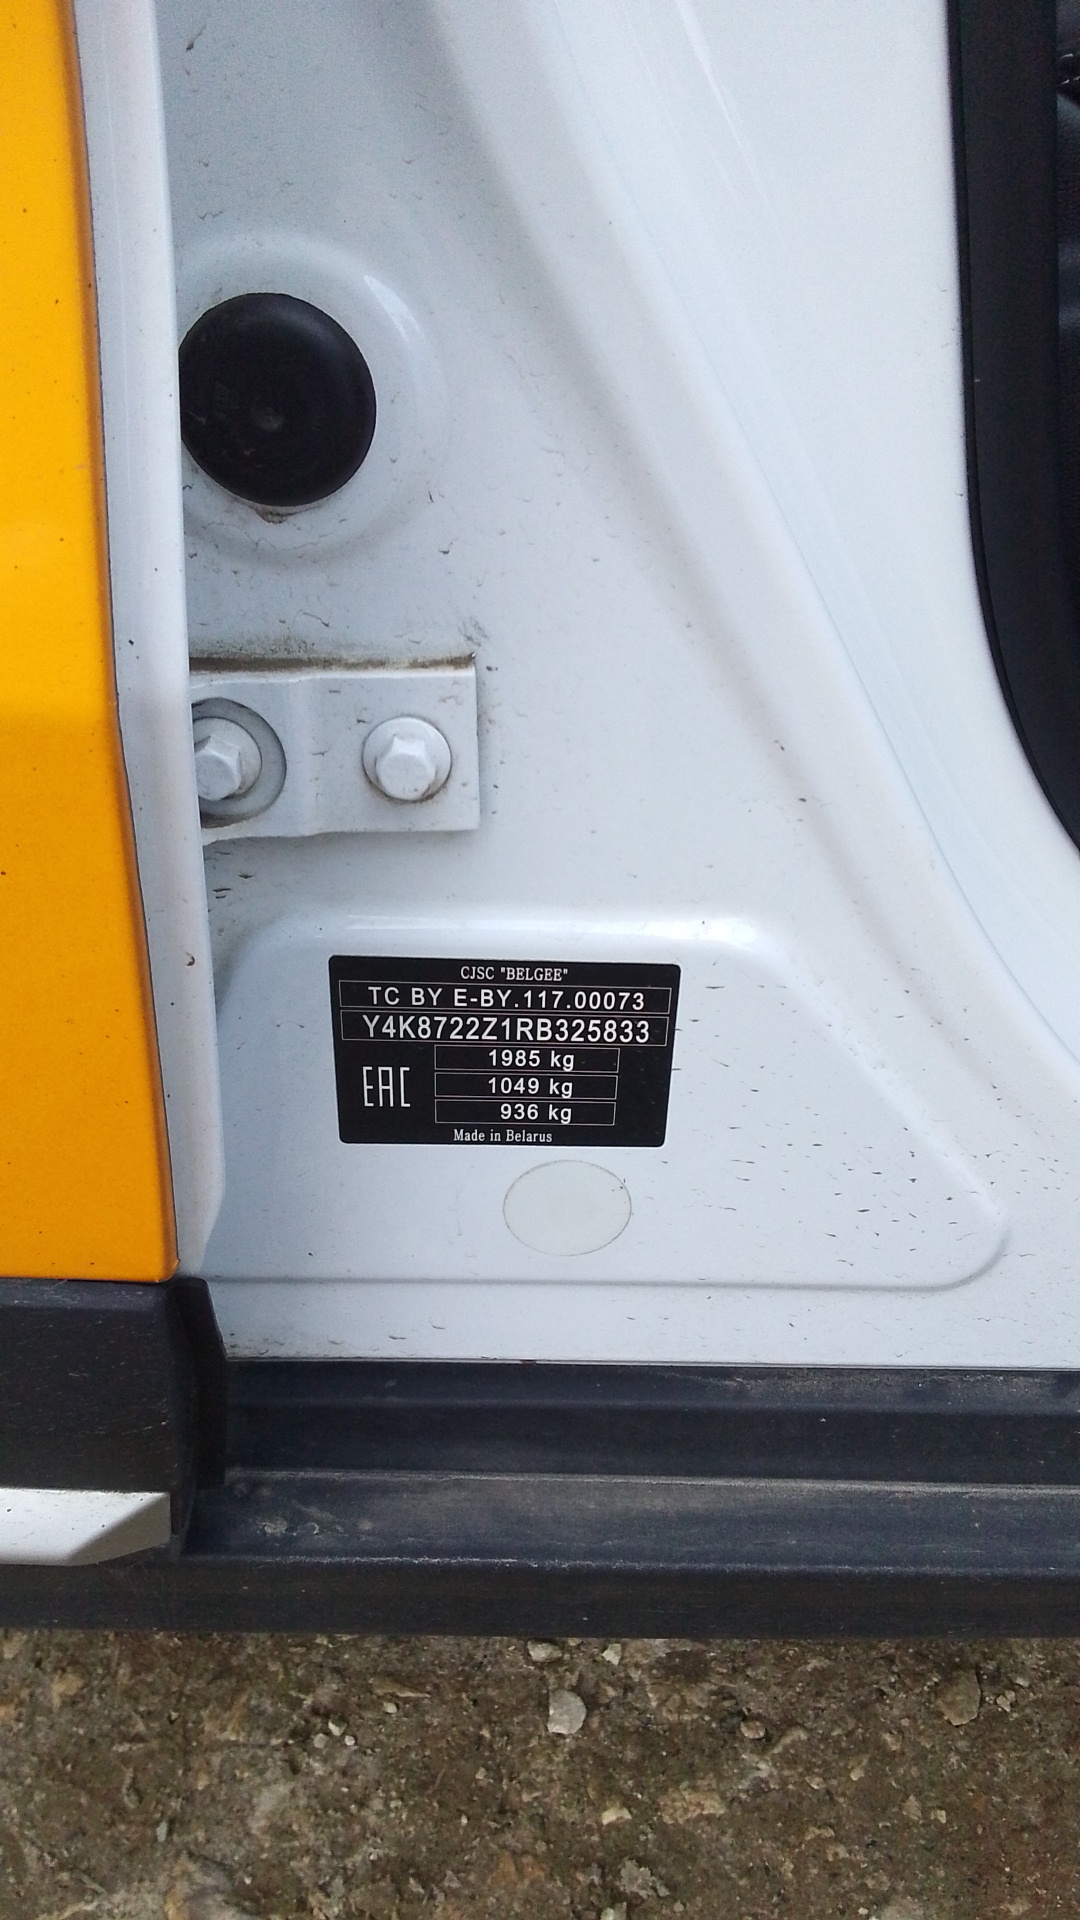 CJSC "BELGEE"
TC BY E-BY.117.00073
Y4K8722Z1RB325833
1985 kg
EAC
1049 kg
936 kg
Made in Belarus